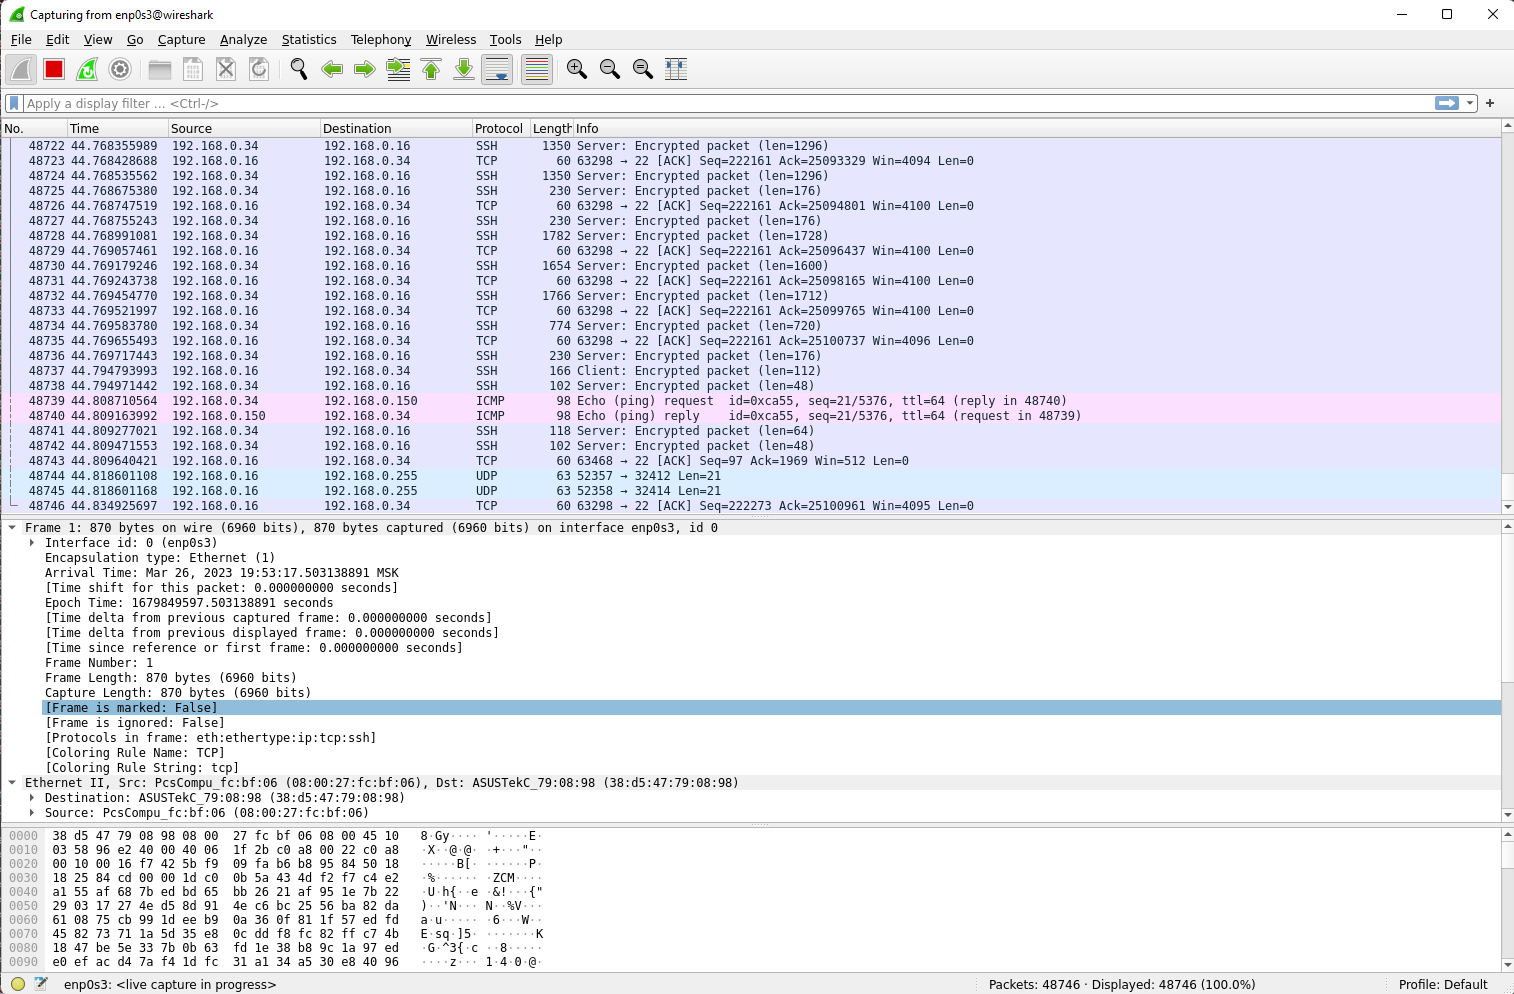 Capturing from enp0s3@wireshark
File Edit View Go Capture Analyze Statistics Telephony Wireless Tools Help
Apply a display filter … <Ctrl-/>
No. Time Source Destination Protocol Length Info
48722 44.768355989 192.168.0.34 192.168.0.16 SSH 1350 Server: Encrypted packet (len=1296)
48723 44.768428688 192.168.0.16 192.168.0.34 TCP 60 63298 → 22 [ACK] Seq=222161 Ack=25093329 Win=4094 Len=0
48724 44.768535562 192.168.0.34 192.168.0.16 SSH 1350 Server: Encrypted packet (len=1296)
48725 44.768675380 192.168.0.34 192.168.0.16 SSH 230 Server: Encrypted packet (len=176)
48726 44.768747519 192.168.0.16 192.168.0.34 TCP 60 63298 → 22 [ACK] Seq=222161 Ack=25094801 Win=4100 Len=0
48727 44.768755243 192.168.0.34 192.168.0.16 SSH 230 Server: Encrypted packet (len=176)
48728 44.768991081 192.168.0.34 192.168.0.16 SSH 1782 Server: Encrypted packet (len=1728)
48729 44.769057461 192.168.0.16 192.168.0.34 TCP 60 63298 → 22 [ACK] Seq=222161 Ack=25096437 Win=4100 Len=0
48730 44.769179246 192.168.0.34 192.168.0.16 SSH 1654 Server: Encrypted packet (len=1600)
48731 44.769243738 192.168.0.16 192.168.0.34 TCP 60 63298 → 22 [ACK] Seq=222161 Ack=25098165 Win=4100 Len=0
48732 44.769454770 192.168.0.34 192.168.0.16 SSH 1766 Server: Encrypted packet (len=1712)
48733 44.769521997 192.168.0.16 192.168.0.34 TCP 60 63298 → 22 [ACK] Seq=222161 Ack=25099765 Win=4100 Len=0
48734 44.769583780 192.168.0.34 192.168.0.16 SSH 774 Server: Encrypted packet (len=720)
48735 44.769655493 192.168.0.16 192.168.0.34 TCP 60 63298 → 22 [ACK] Seq=222161 Ack=25100737 Win=4096 Len=0
48736 44.769717443 192.168.0.34 192.168.0.16 SSH 230 Server: Encrypted packet (len=176)
48737 44.794793993 192.168.0.16 192.168.0.34 SSH 166 Client: Encrypted packet (len=112)
48738 44.794971442 192.168.0.34 192.168.0.16 SSH 102 Server: Encrypted packet (len=48)
48739 44.808710564 192.168.0.34 192.168.0.150 ICMP 98 Echo (ping) request id=0xca55, seq=21/5376, ttl=64 (reply in 48740)
48740 44.809163992 192.168.0.150 192.168.0.34 ICMP 98 Echo (ping) reply id=0xca55, seq=21/5376, ttl=64 (request in 48739)
48741 44.809277021 192.168.0.34 192.168.0.16 SSH 118 Server: Encrypted packet (len=64)
48742 44.809471553 192.168.0.34 192.168.0.16 SSH 102 Server: Encrypted packet (len=48)
48743 44.809640421 192.168.0.16 192.168.0.34 TCP 60 63468 → 22 [ACK] Seq=97 Ack=1969 Win=512 Len=0
48744 44.818601108 192.168.0.16 192.168.0.255 UDP 63 52357 → 32412 Len=21
48745 44.818601168 192.168.0.16 192.168.0.255 UDP 63 52358 → 32414 Len=21
48746 44.834925697 192.168.0.16 192.168.0.34 TCP 60 63298 → 22 [ACK] Seq=222273 Ack=25100961 Win=4095 Len=0
Frame 1: 870 bytes on wire (6960 bits), 870 bytes captured (6960 bits) on interface enp0s3, id 0
Interface id: 0 (enp0s3)
Encapsulation type: Ethernet (1)
Arrival Time: Mar 26, 2023 19:53:17.503138891 MSK
[Time shift for this packet: 0.000000000 seconds]
Epoch Time: 1679849597.503138891 seconds
[Time delta from previous captured frame: 0.000000000 seconds]
[Time delta from previous displayed frame: 0.000000000 seconds]
[Time since reference or first frame: 0.000000000 seconds]
Frame Number: 1
Frame Length: 870 bytes (6960 bits)
Capture Length: 870 bytes (6960 bits)
[Frame is marked: False]
[Frame is ignored: False]
[Protocols in frame: eth:ethertype:ip:tcp:ssh]
[Coloring Rule Name: TCP]
[Coloring Rule String: tcp]
Ethernet II, Src: PcsCompu_fc:bf:06 (08:00:27:fc:bf:06), Dst: ASUSTekC_79:08:98 (38:d5:47:79:08:98)
Destination: ASUSTekC_79:08:98 (38:d5:47:79:08:98)
Source: PcsCompu_fc:bf:06 (08:00:27:fc:bf:06)
0000 38 d5 47 79 08 98 08 00 27 fc bf 06 08 00 45 10 8·Gy···· '·····E·
0010 03 58 96 e2 40 00 40 06 1f 2b c0 a8 00 22 c0 a8 ·X··@·@· ·+···"··
0020 00 10 00 16 f7 42 5b f9 09 fa b6 b8 95 84 50 18 ·····B[· ······P·
0030 18 25 84 cd 00 00 1d c0 0b 5a 43 4d f2 f7 c4 e2 ·%······ ·ZCM····
0040 a1 55 af 68 7b ed bd 65 bb 26 21 af 95 1e 7b 22 ·U·h{··e ·&!···{"
0050 29 03 17 27 4e d5 8d 91 4e c6 bc 25 56 ba 82 da )··'N··· N··%V···
0060 61 08 75 cb 99 1d ee b9 0a 36 0f 81 1f 57 ed fd a·u····· ·6···W··
0070 45 82 73 71 1a 5d 35 e8 0c dd f8 fc 82 ff c7 4b E·sq·]5· ·······K
0080 18 47 be 5e 33 7b 0b 63 fd 1e 38 b8 9c 1a 97 ed ·G·^3{·c ··8·····
0090 e0 ef ac d4 7a f4 1d fc 31 a1 34 a5 30 e8 40 96 ····z··· 1·4·0·@·
enp0s3: <live capture in progress>
Packets: 48746 · Displayed: 48746 (100.0%)
Profile: Default